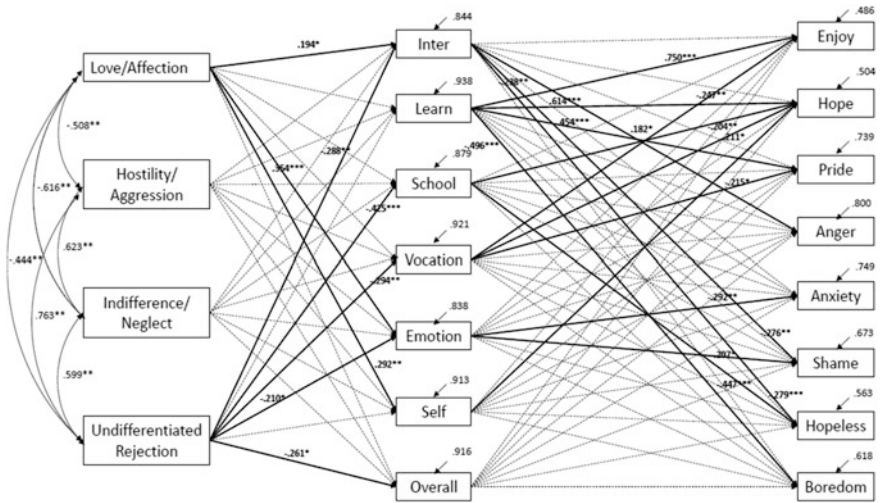 .844
.486
Inter
Enjoy
.194*
Love/Affection
.750***
.938
.504
-.247**
Learn
.614***
Hope
-.508**
-.454***
.182*
-.204**
-.288**
.211*
.354***
-.496***
.739
.879
Pride
Hostility/
Aggression
-.616**
School
-.215*
.800
-.425***
.921
Anger
.623**
-.444**
Vocation
.749
-.294**
Indifference/
Neglect
.838
-.292**
Anxiety
.763**
Emotion
.276**
.673
.207*
.292**
Shame
.599**
-.210*
.913
-.447***
-.279***
.563
Self
Hopeless
Undifferentiated
Rejection
.916
.618
-.261*
Overall
Boredom